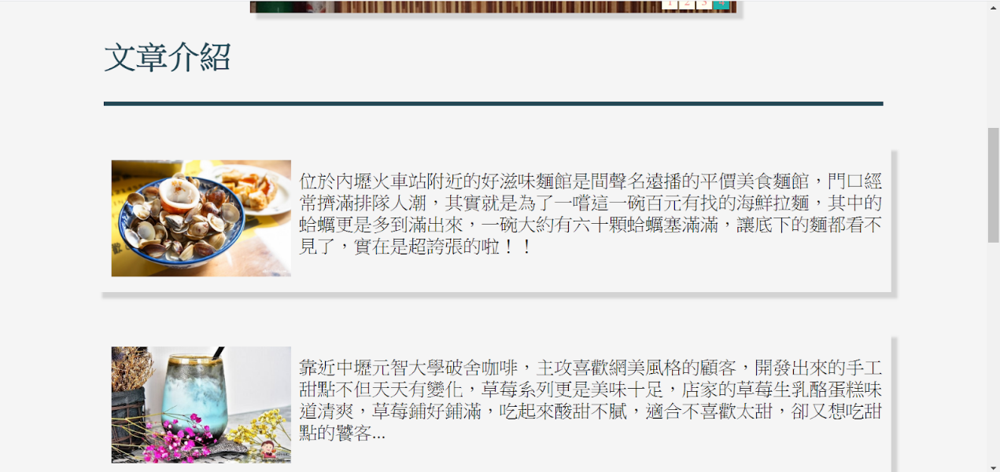 1 2 3 4
文章介紹
位於內壢火車站附近的好滋味麵館是間聲名遠播的平價美食麵館，門口經
常擠滿排隊人潮，其實就是為了一嚐這一碗百元有找的海鮮拉麵，其中的
蛤蠣更是多到滿出來，一碗大約有六十顆蛤蠣塞滿滿，讓底下的麵都看不
見了，實在是超誇張的啦！！
靠近中壢元智大學破舍咖啡，主攻喜歡網美風格的顧客，開發出來的手工
甜點不但天天有變化，草莓系列更是美味十足，店家的草莓生乳酪蛋糕味
道清爽，草莓鋪好鋪滿，吃起來酸甜不膩，適合不喜歡太甜，卻又想吃甜
點的饕客...